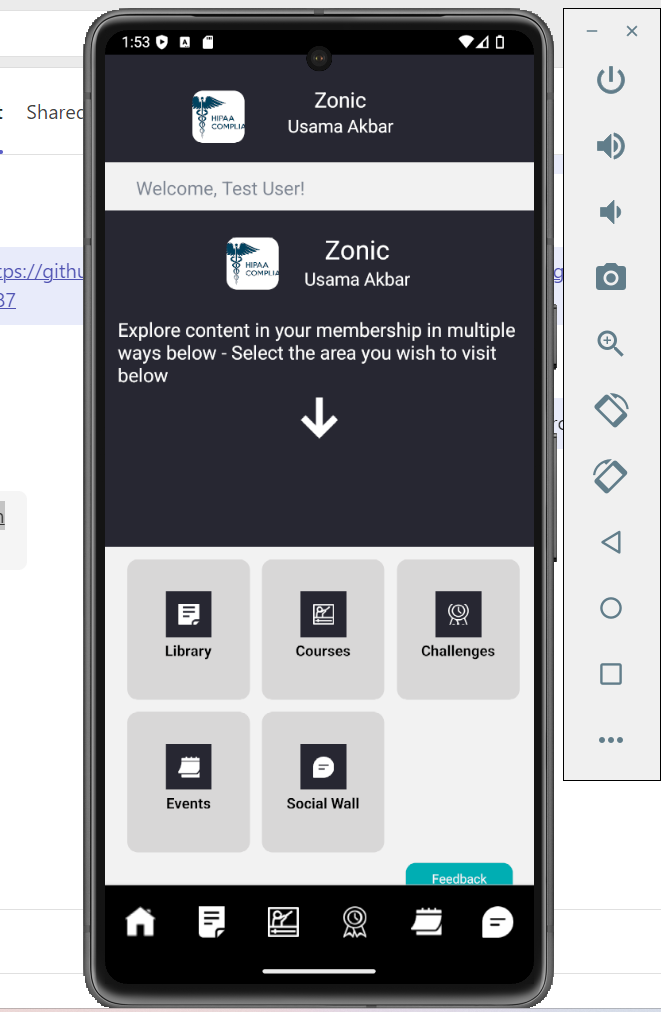 1:53
Shared
Zonic
Usama Akbar
HIPAA
COMPLIA
Welcome, Test User!
Zonic
Usama Akbar
HIPAA
COMPLIA
tps://githu
37
Explore content in your membership in multiple
ways below - Select the area you wish to visit
below
Library
Courses
Challenges
Events
Social Wall
Feedback